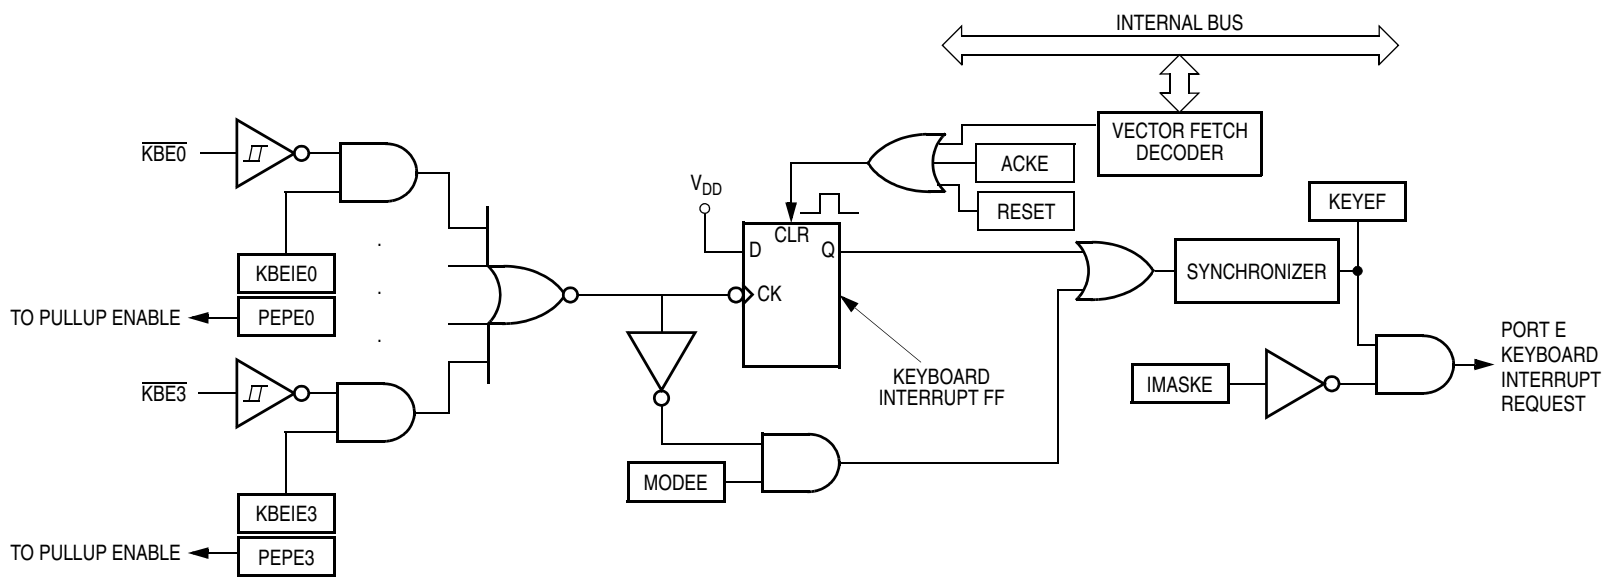 INTERNAL BUS
VECTOR FETCH
DECODER
ACKE
RESET
KBE0
KBEIE0
TO PULLUP ENABLE
PEPE0
KBE3
KBEIE3
TO PULLUP ENABLE
PEPE3
VDD
D
CLR
Q
CK
KEYBOARD
INTERRUPT FF
MODEE
SYNCHRONIZER
KEYEF
IMASKE
PORT E
KEYBOARD
INTERRUPT
REQUEST